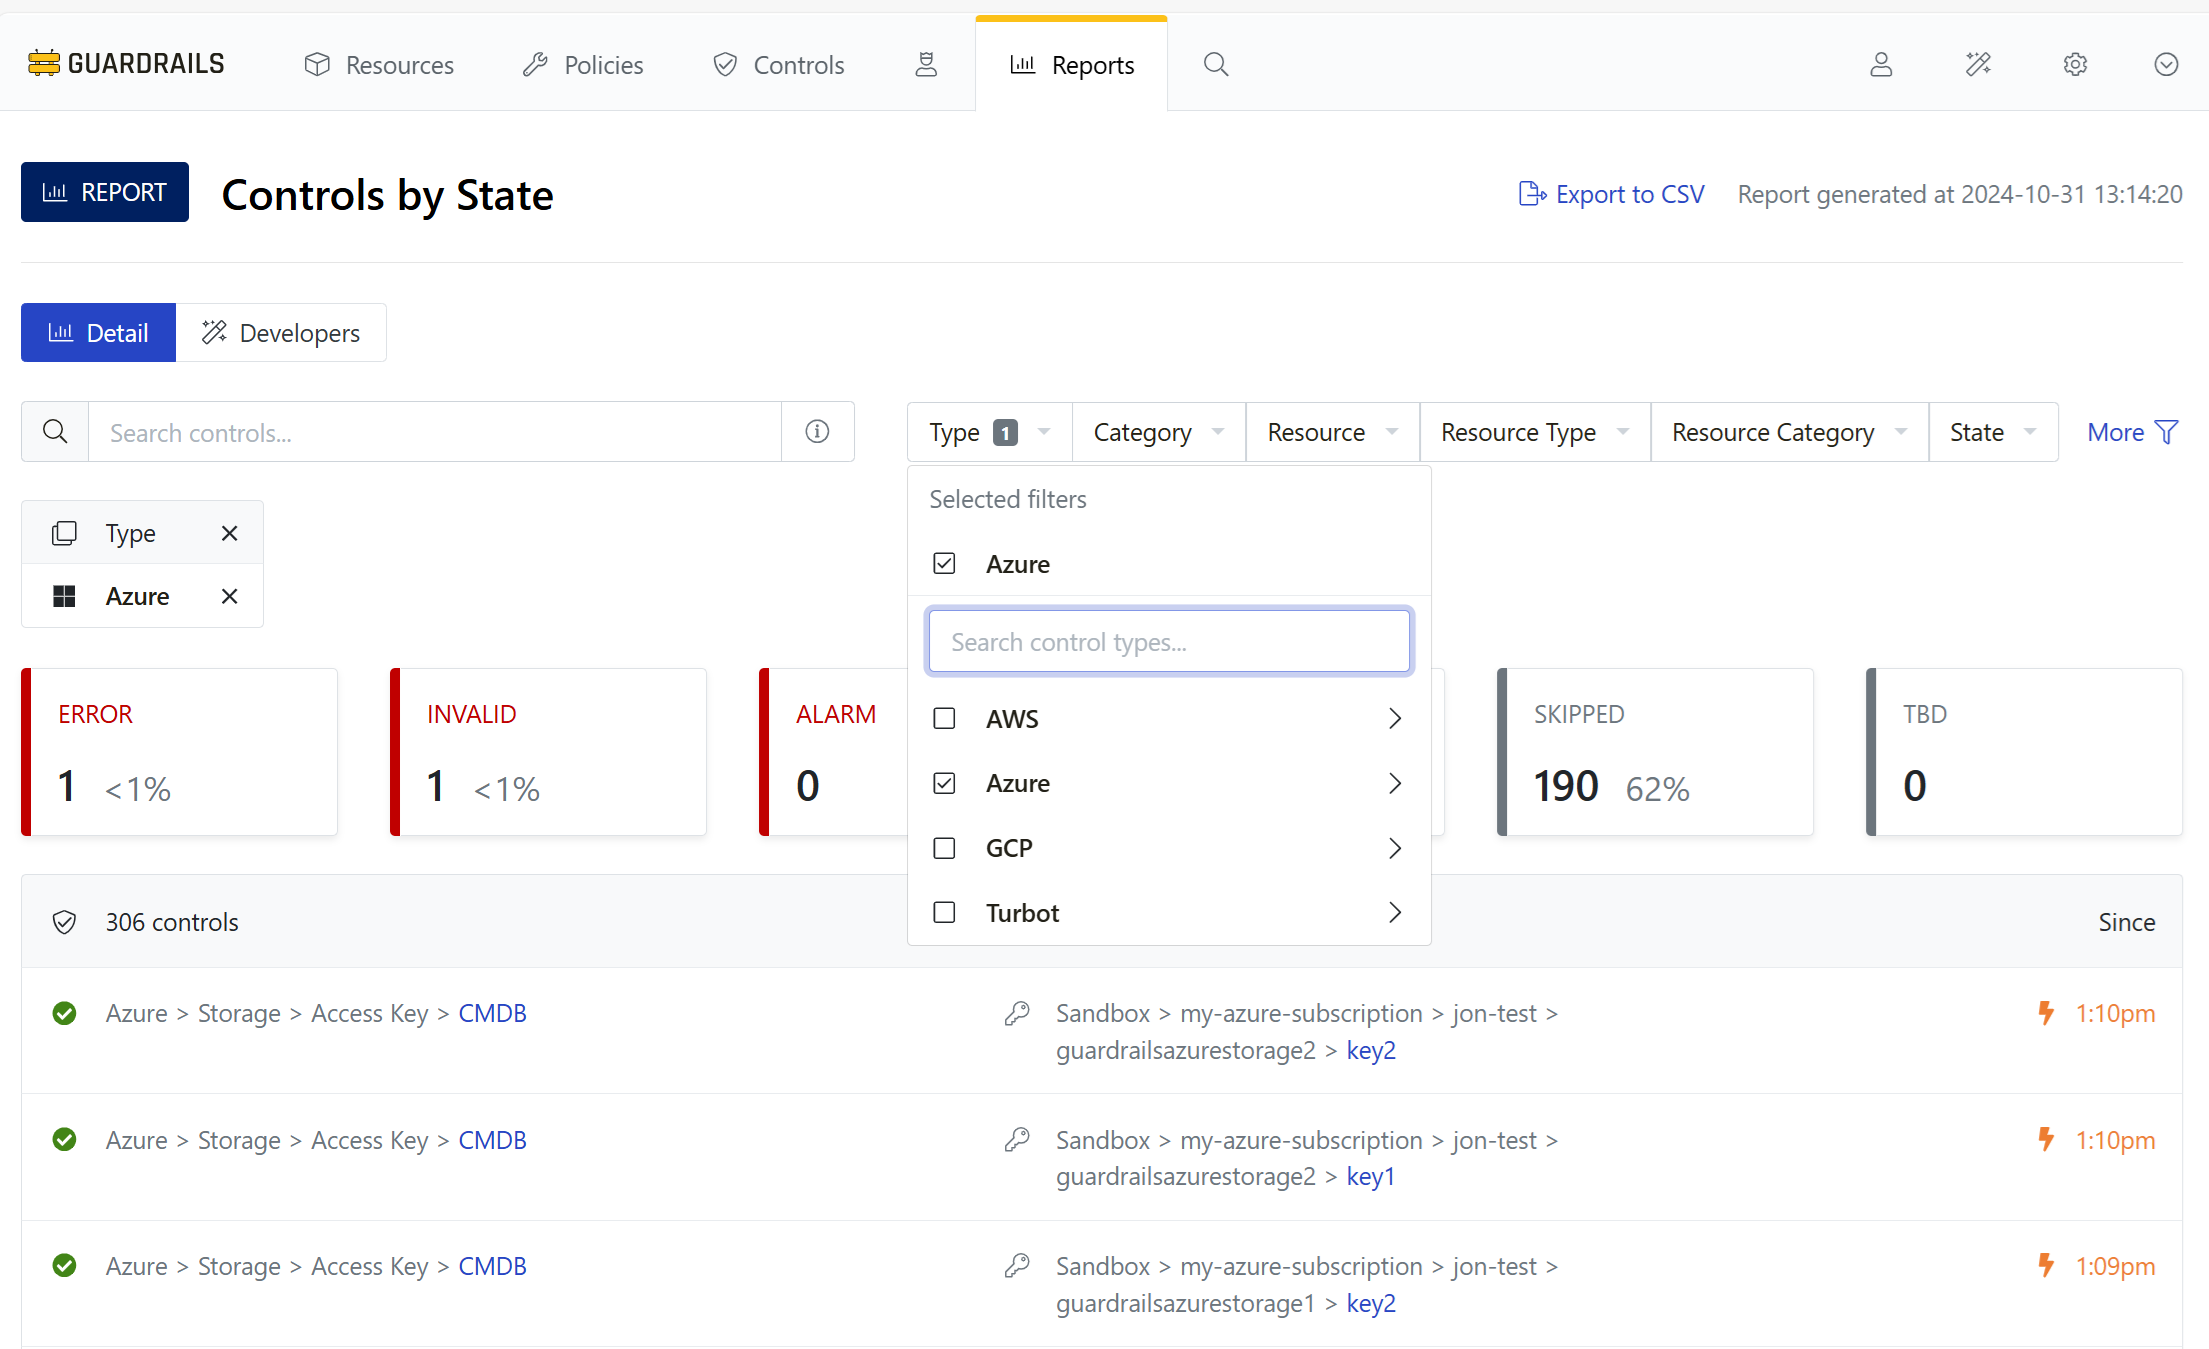 GUARDRAILS Resources Policies Controls Reports
REPORT Controls by State Export to CSV Report generated at 2024-10-31 13:14:20
Detail Developers
Search controls... Type 1 Category Resource Resource Type Resource Category State More
Selected filters
Type
Azure
Azure
Search control types...
ERROR INVALID ALARM AWS SKIPPED TBD
1 <1% 1 <1% 0 Azure 190 62% 0
GCP
306 controls Turbot Since
Azure > Storage > Access Key > CMDB Sandbox > my-azure-subscription > jon-test > 1:10pm
guardrailsazurestorage2 > key2
Azure > Storage > Access Key > CMDB Sandbox > my-azure-subscription > jon-test > 1:10pm
guardrailsazurestorage2 > key1
Azure > Storage > Access Key > CMDB Sandbox > my-azure-subscription > jon-test > 1:09pm
guardrailsazurestorage1 > key2